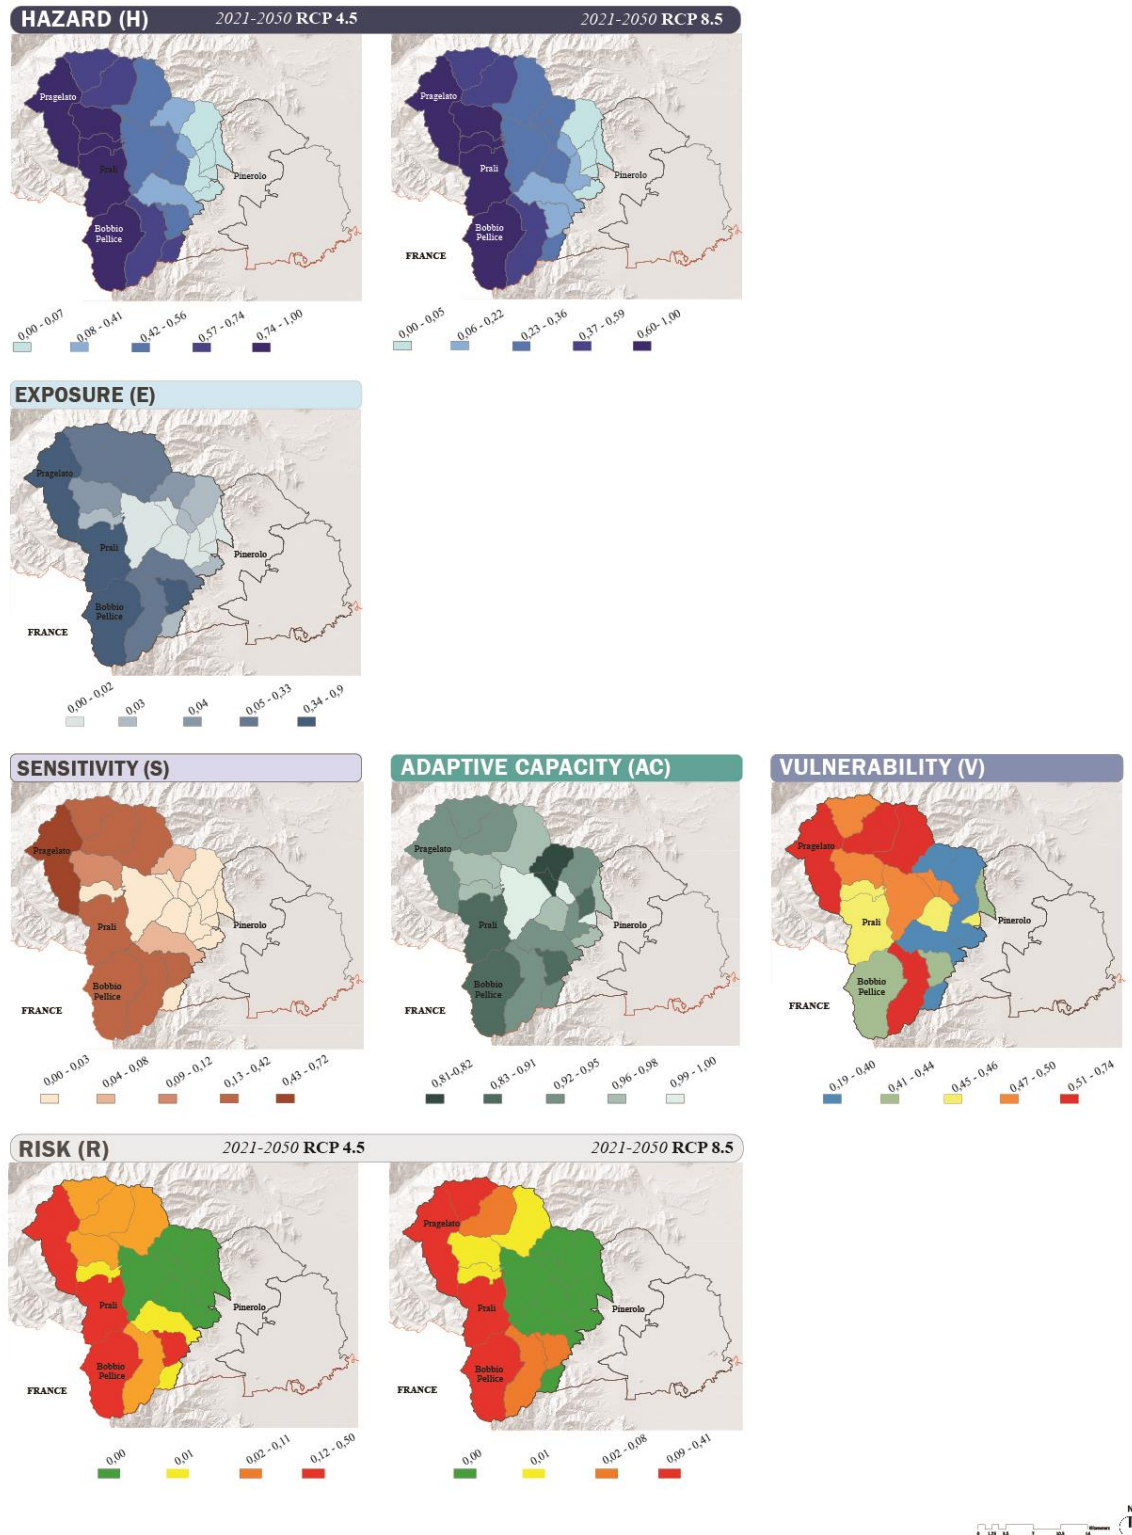 HAZARD (H) 2021-2050 RCP 4.5 2021-2050 RCP 8.5
Pragelato
Prali
Bobbio
Pellice
Pinerolo
Pragelato
Prali
Bobbio
Pellice
Pinerolo
FRANCE
0,00 - 0,07 0,08 - 0,41 0,42 - 0,56 0,57 - 0,74 0,74 - 1,00
0,00 - 0,05 0,06 - 0,22 0,23 - 0,36 0,37 - 0,59 0,60 - 1,00
EXPOSURE (E)
Pragelato
Prali
Pinerolo
Bobbio
Pellice
FRANCE
0,00 - 0,02 0,03 0,04 0,05 - 0,33 0,34 - 0,9
SENSITIVITY (S) ADAPTIVE CAPACITY (AC) VULNERABILITY (V)
Pragelato
Prali
Pinerolo
Bobbio
Pellice
FRANCE
Pragelato
Prali
Pinerolo
Bobbio
Pellice
FRANCE
Pragelato
Prali
Pinerolo
Bobbio
Pellice
FRANCE
0,00 - 0,03 0,04 - 0,08 0,09 - 0,12 0,13 - 0,42 0,43 - 0,72
0,81-0,82 0,83 - 0,91 0,92 - 0,95 0,96 - 0,98 0,99 - 1,00
0,19 - 0,40 0,41 - 0,44 0,45 - 0,46 0,47 - 0,50 0,51 - 0,74
RISK (R) 2021-2050 RCP 4.5 2021-2050 RCP 8.5
Prali
Pinerolo
Bobbio
Pellice
FRANCE
Pragelato
Prali
Pinerolo
Bobbio
Pellice
FRANCE
0,00 0,01 0,02 - 0,11 0,12 - 0,50
0,00 0,01 0,02 - 0,08 0,09 - 0,41
N